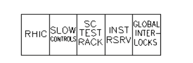 RHIC
SLOW
CONTROLS
SC
TEST
RACK
INST
RSRV
GLOBAL
INTER-
LOCKS